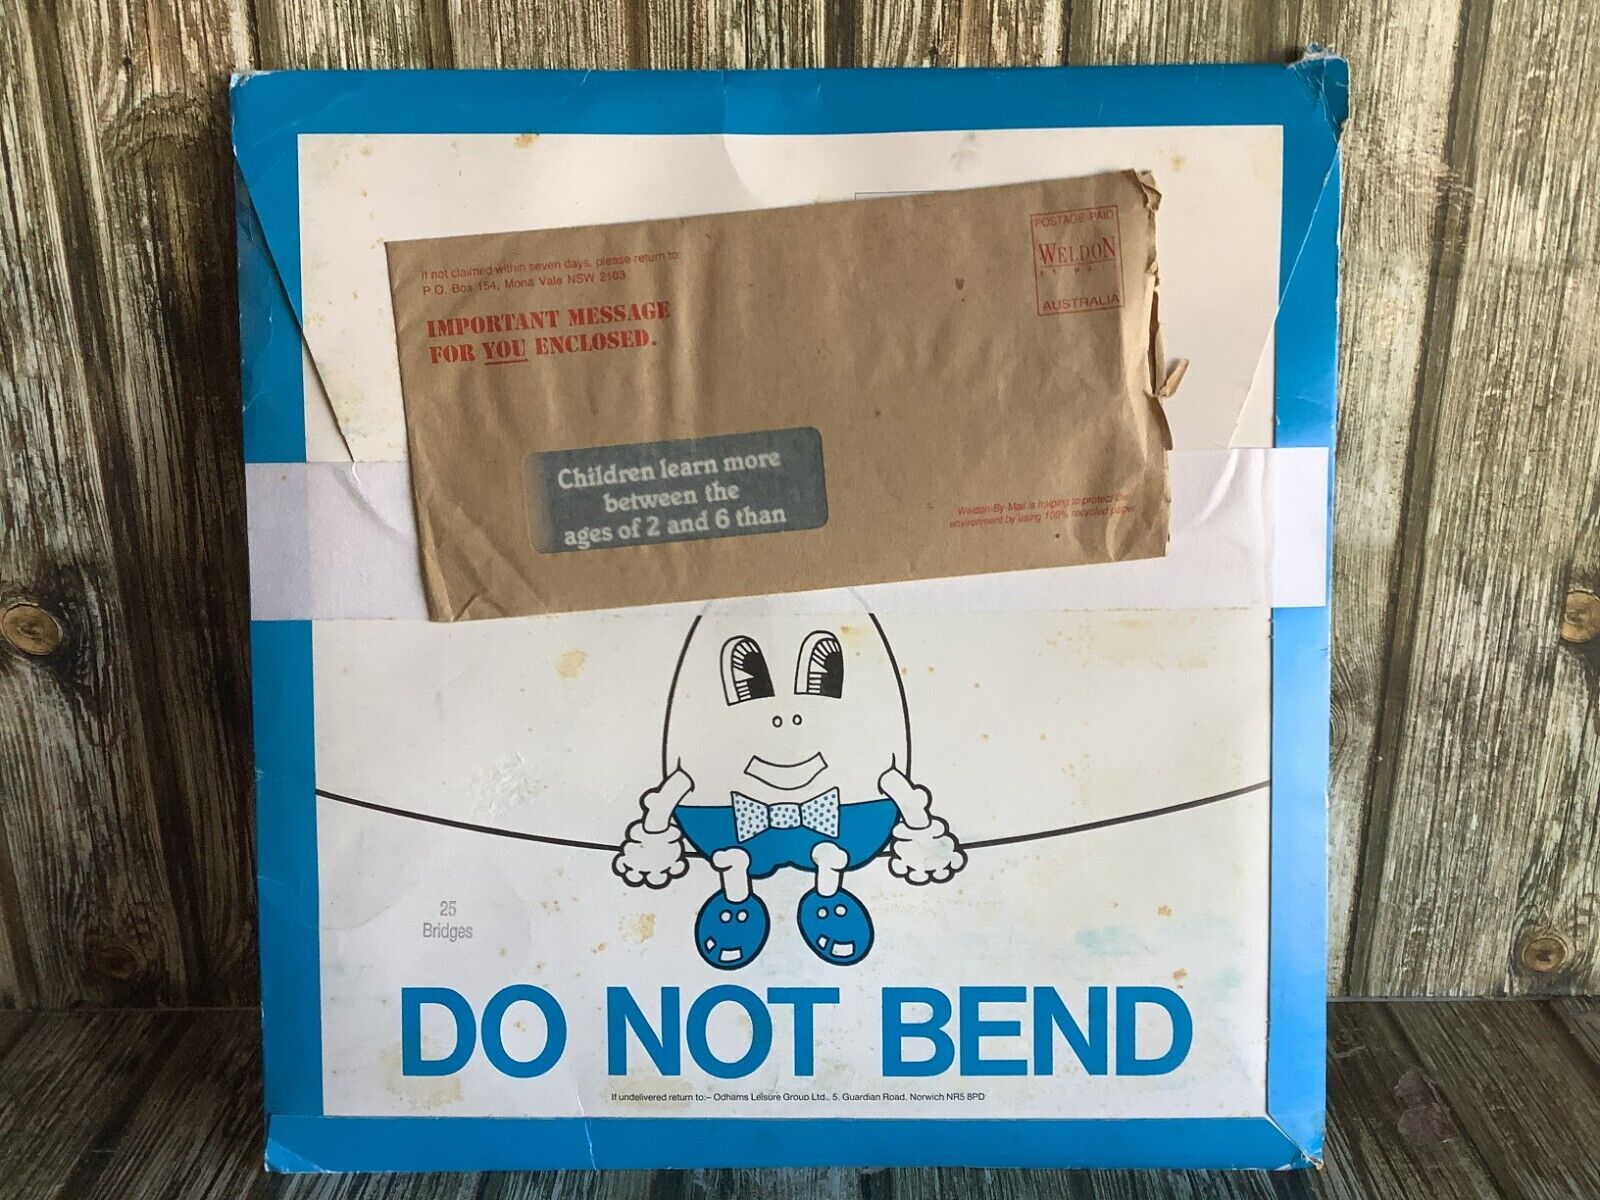 If not claimed within seven days, please return to:
P.O. Box 154, Mona Vale NSW 2103
IMPORTANT MESSAGE
FOR YOU ENCLOSED.
POSTAGE PAID
WELDON
BY MAIL
AUSTRALIA
Children learn more
between the
ages of 2 and 6 than
Weldon-By-Mail is helping to protect the
environment by using 100% recycled paper.
25
Bridges
DO NOT BEND
If undelivered return to:– Odhams Leisure Group Ltd., 5, Guardian Road, Norwich NR5 8PD